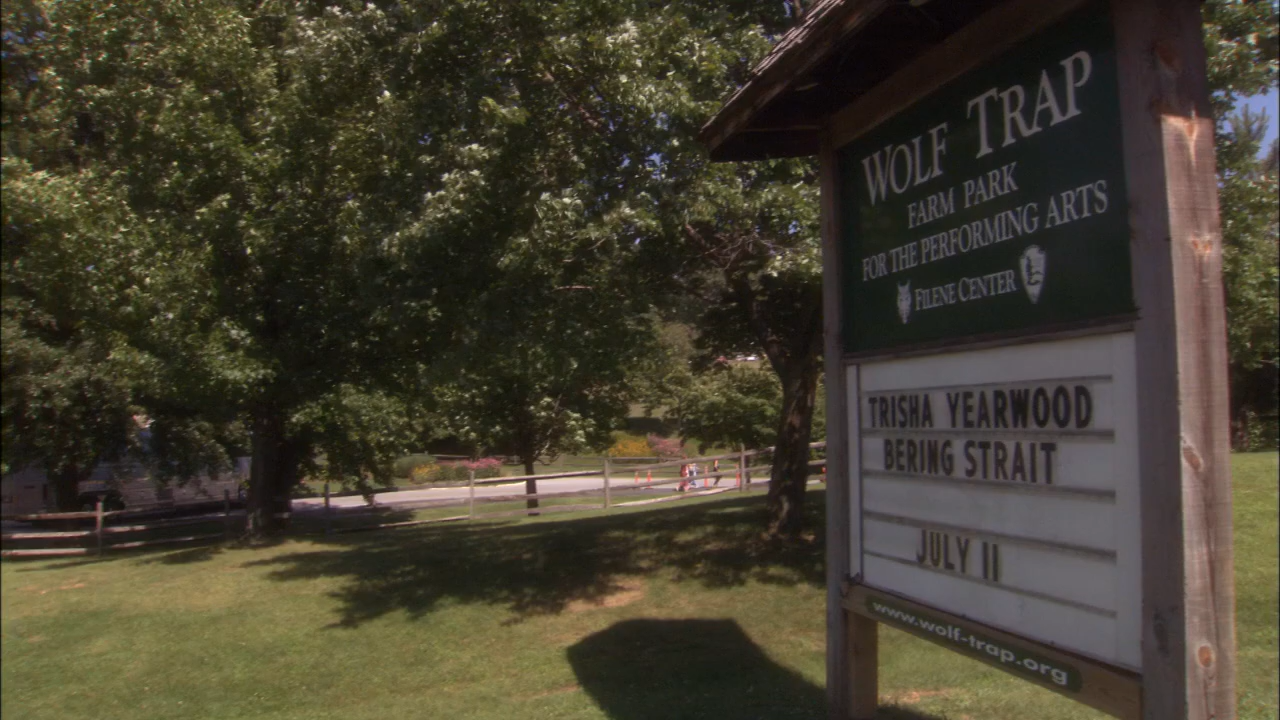 WOLF TRAP
FARM PARK
FOR THE PERFORMING ARTS
FILENE CENTER
TRISHA YEARWOOD
BERING STRAIT
JULY 11
www.wolf-trap.org